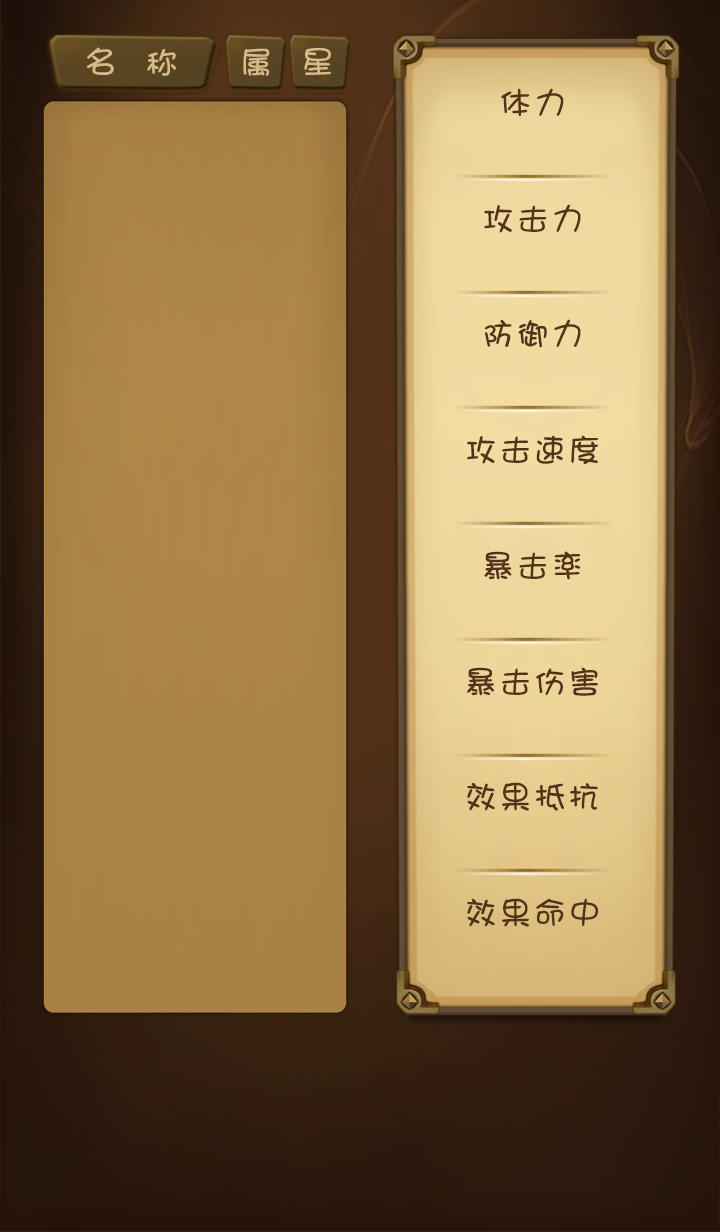 名 称 属 星
体力
攻击力
防御力
攻击速度
暴击率
暴击伤害
效果抵抗
效果命中